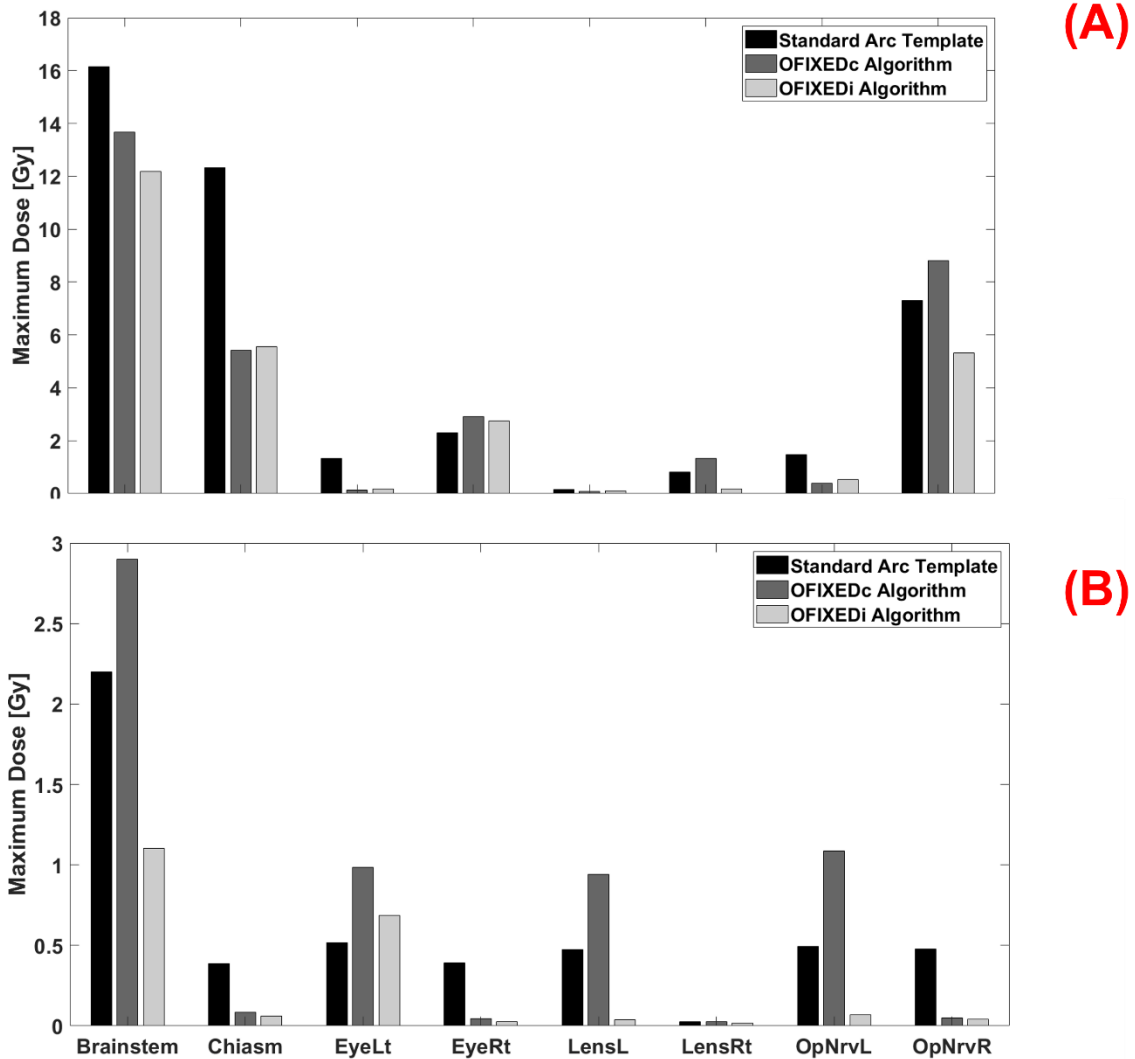 (A)
18
16
14
12
10
8
6
4
2
0
Maximum Dose [Gy]
Standard Arc Template
OFIXEDc Algorithm
OFIXEDi Algorithm
(B)
3
2.5
2
1.5
1
0.5
0
Maximum Dose [Gy]
Standard Arc Template
OFIXEDc Algorithm
OFIXEDi Algorithm
Brainstem Chiasm EyeLt EyeRt LensL LensRt OpNrvL OpNrvR